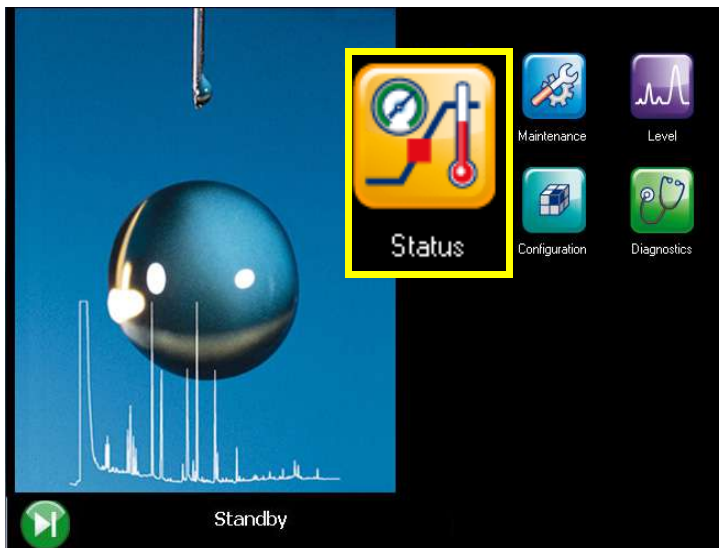 Status
Maintenance
Level
Configuration
Diagnostics
Standby